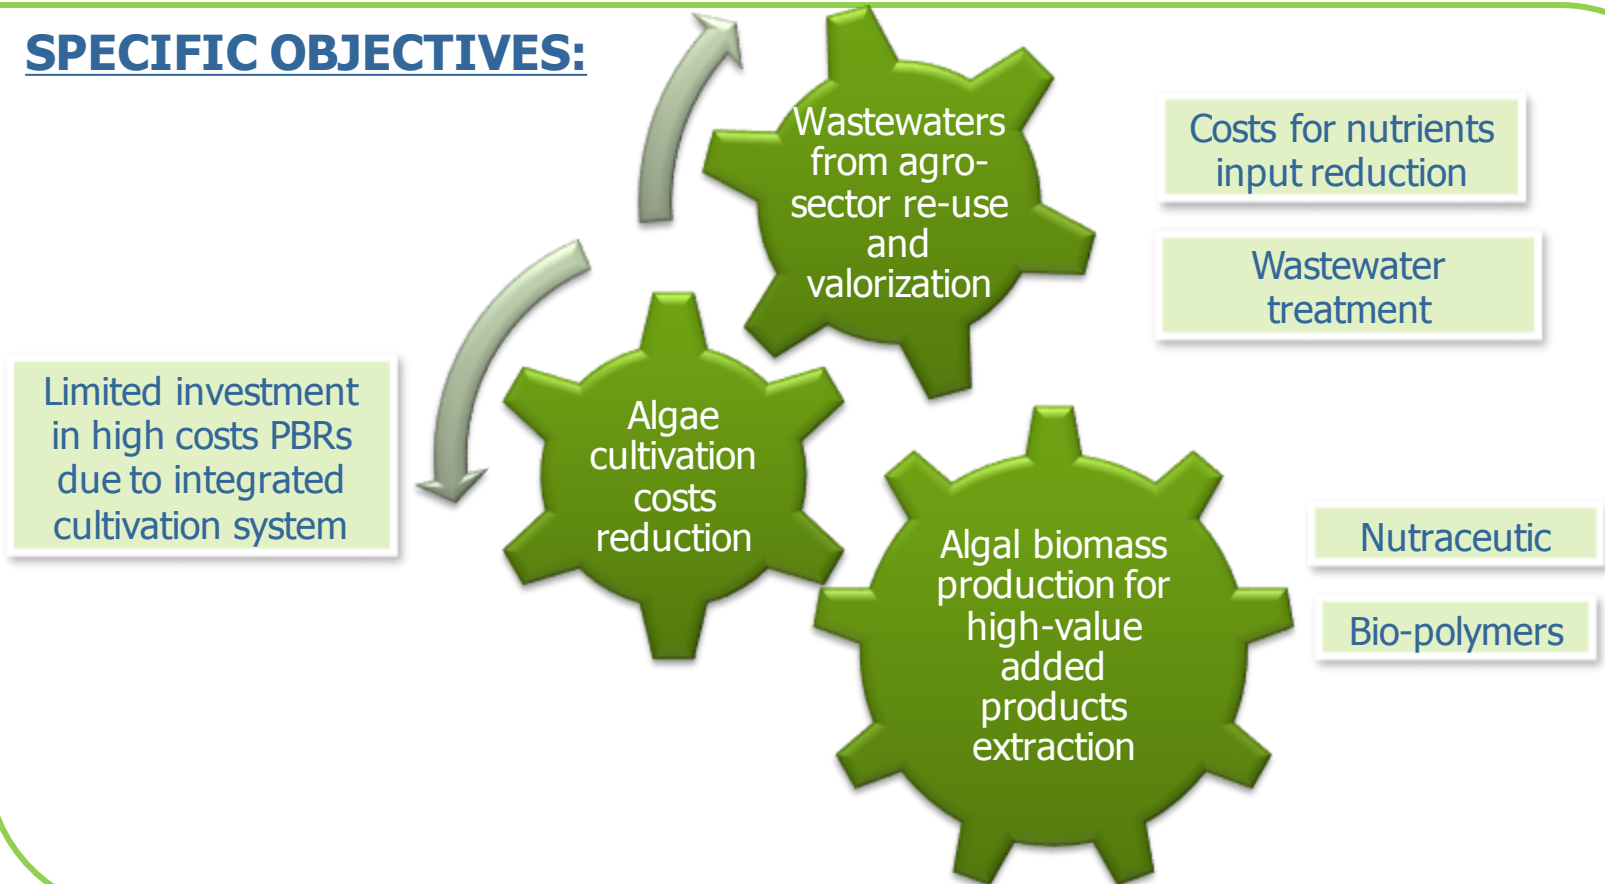 SPECIFIC OBJECTIVES:
Wastewaters
from agro-
sector re-use
and
valorization
Costs for nutrients
input reduction
Wastewater
treatment
Limited investment
in high costs PBRs
due to integrated
cultivation system
Algae
cultivation
costs
reduction
Algal biomass
production for
high-value
added
products
extraction
Nutraceutic
Bio-polymers